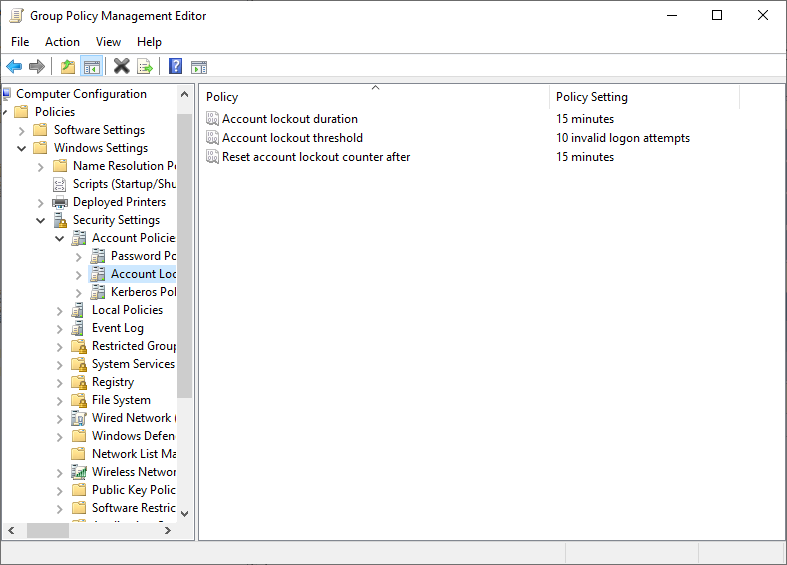 Group Policy Management Editor
File Action View Help
Computer Configuration
Policies
Software Settings
Windows Settings
Name Resolution Po
Scripts (Startup/Shu
Deployed Printers
Security Settings
Account Policie
Password Po
Account Loc
Kerberos Pol
Local Policies
Event Log
Restricted Group
System Services
Registry
File System
Wired Network (
Windows Defen
Network List Ma
Wireless Networ
Public Key Polic
Software Restric
Policy Policy Setting
Account lockout duration 15 minutes
Account lockout threshold 10 invalid logon attempts
Reset account lockout counter after 15 minutes